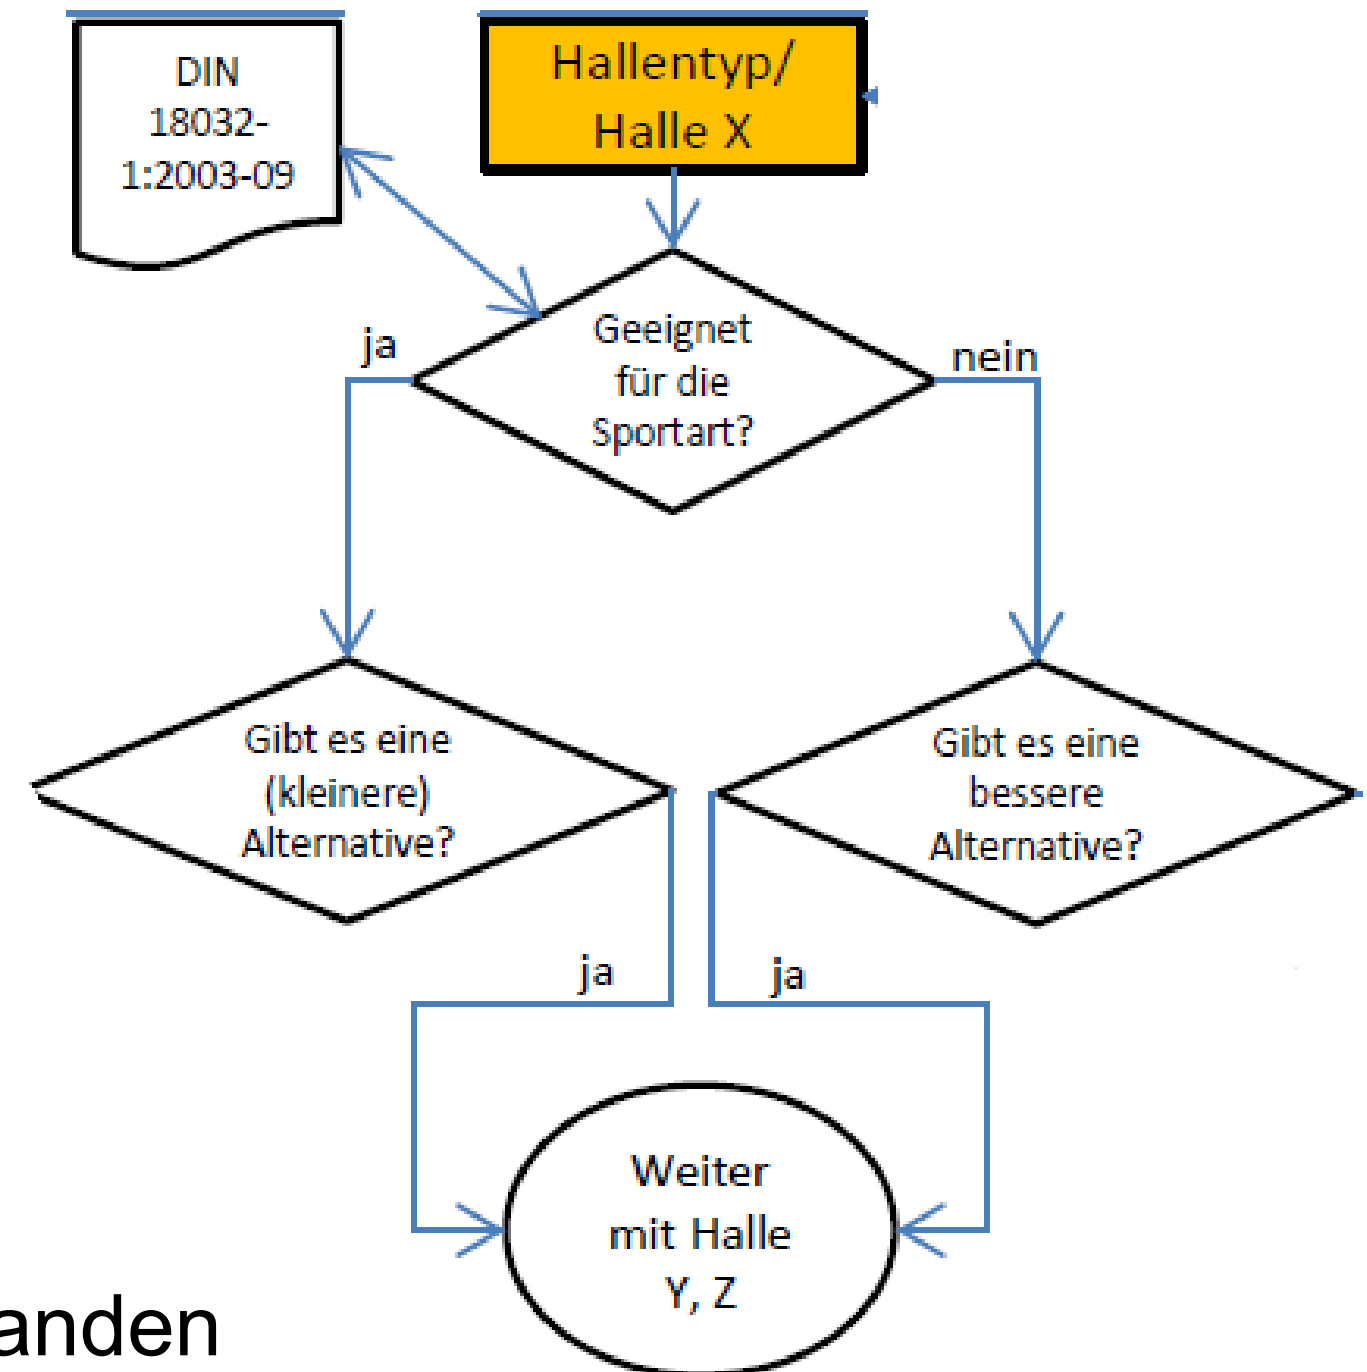 DIN
18032-
1:2003-09
Hallentyp/
Halle X
Geeignet
für die
Sportart?
ja
nein
Gibt es eine
(kleinere)
Alternative?
Gibt es eine
bessere
Alternative?
ja
ja
Weiter
mit Halle
Y, Z
anden